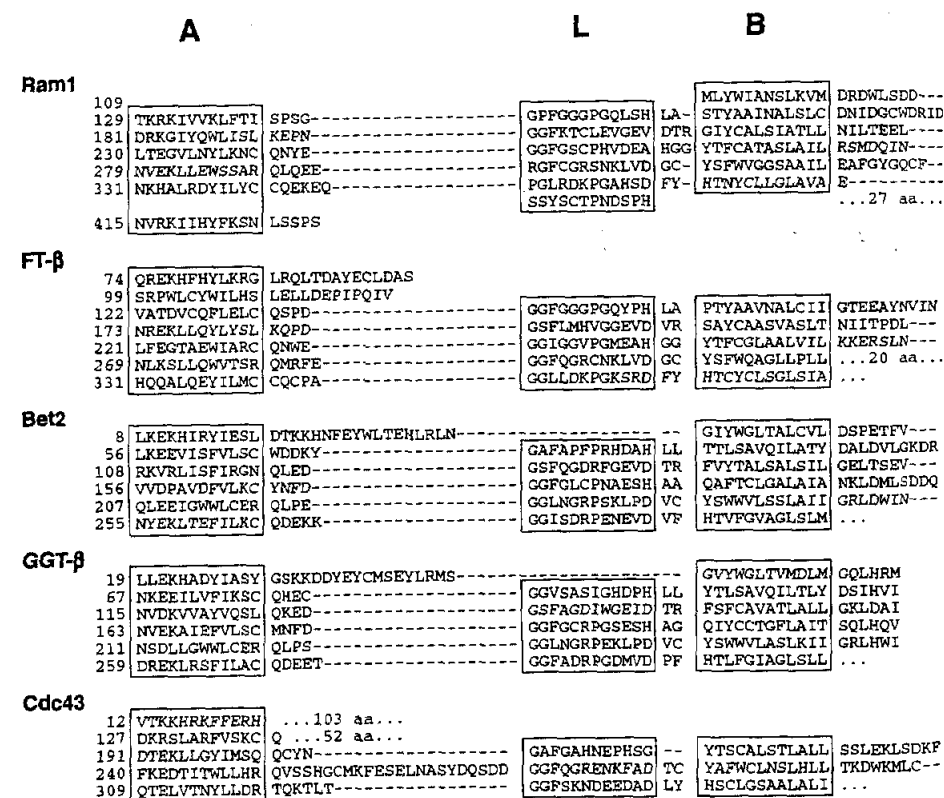 A L B
Ram1
109 MLYWIANSLKVM DRDWLSDD---
129 TKRKIVVKLFTI SPSG-------------------- GPFGGGPGQLSH LA- STYAAINALSLC DNIDGCWDRID
181 DRKGIYQWLISL KEPN-------------------- GGFKTCLEVGEV DTR GIYCALSIATLL NILTEEL----
230 LTEGVLNYLKNC QNYE-------------------- GGFGSCPHVDEA HGG YTFCATASLAIL RSMDQIN----
279 NVEKLLEWSSAR QLQEE------------------- RGFCGRSNKLVD GC- YSFWVGGSAAIL EAFGYGQCF--
331 NKHALRDYILYC CQEKEQ------------------ PGLRDKPGAHSD FY- HTNYCLLGLAVA E----------
SSYSCTPNDSPH ...27 aa...
415 NVRKIIHYFKSN LSSPS
FT-β
74 QREKHFHYLKRG LRQLTDAYECLDAS
99 SRPWLCYWILHS LELLDEPIPQIV
122 VATDVCQFLELC QSPD-------------------- GGFGGGPGQYPH LA PTYAAVNALCII GTEEAYNVIN
173 NREKLLQYLYSL KQPD-------------------- GSFLMHVGGEVD VR SAYCAASVASLT NIITPDL---
221 LFEGTAEWIARC QNWE-------------------- GGIGGVPGMEAH GG YTFCGLAALVIL KKERSLN---
269 NLKSLLQWVTSR QMRFE------------------- GGFQGRCNKLVD GC YSFWQAGLLPLL ...20 aa...
331 HQQALQEYILMC CQCPA------------------- GGLLDKPGKSRD FY HTCYCLSGLSIA ...
Bet2
8 LKEKHIRYIESL DTKKHNFEYWLTEHLRLN---------------------- -- GIYWGLTALCVL DSPETFV---
56 LKEEVISFVLSC WDDKY------------------- GAFAPFPRHDAH LL TTLSAVQILATY DALDVLGKDR
108 RKVRLISFIRGN QLED-------------------- GSFQGDRFGEVD TR FVYTALSALSIL GELTSEV---
156 VVDPAVDFVLKC YNFD-------------------- GGFGLCPNAESH AA QAFTCLGALAIA NKLDMLSDDQ
207 QLEEIGWWLCER QLPE-------------------- GGLNGRPSKLPD VC YSWWVLSSLAII GRLDWIN---
255 NYEKLTEFILKC QDEKK------------------- GGISDRPENEVD VF HTVFGVAGLSLM ...
GGT-β
19 LLEKHADYIASY GSKKDDYEYCMSEYLRMS---------------------- -- GVYWGLTVMDLM GQLHRM
67 NKEEILVFIKSC QHEC-------------------- GGVSASIGHDPH LL YTLSAVQILTLY DSIHVI
115 NVDKVVAYVQSL QKED-------------------- GSFAGDIWGEID TR FSFCAVATLALL GKLDAI
163 NVEKAIEFVLSC MNFD-------------------- GGFGCRPGSESH AG QIYCCTGFLAIT SQLHQV
211 NSDLLGWWLCER QLPS-------------------- GGLNGRPEKLPD VC YSWWVLASLKII GRLHWI
259 DREKLRSFILAC QDEET------------------- GGFADRPGDMVD PF HTLFGIAGLSLL ...
Cdc43
12 VTKKHRKFFERH ...103 aa...
127 DKRSLARFVSKC Q ...52 aa...
191 DTEKLLGYIMSQ QCYN-------------------- GAFGAHNEPHSG -- YTSCALSTLALL SSLEKLSDKF
240 FKEDTITWLLHR QVSSHGCMKFESELNASYDQSDD GGFQGRENKFAD TC YAFWCLNSLHLL TKDWKMLC--
309 QTELVTNYLLDR TQKTLT------------------ GGFSKNDEEDAD LY HSCLGSAALALI ...